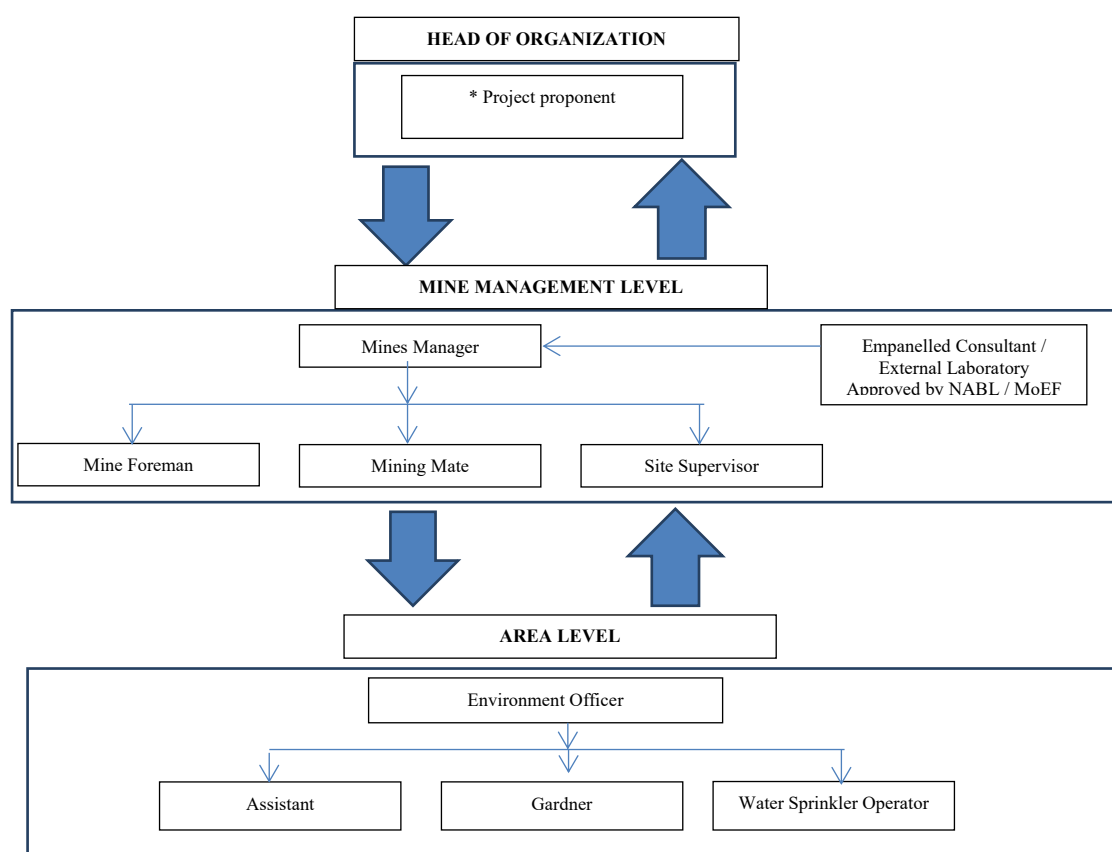 HEAD OF ORGANIZATION
* Project proponent
MINE MANAGEMENT LEVEL
Mines Manager
Empanelled Consultant /
External Laboratory
Approved by NABL / MoEF
Mine Foreman
Mining Mate
Site Supervisor
AREA LEVEL
Environment Officer
Assistant
Gardner
Water Sprinkler Operator